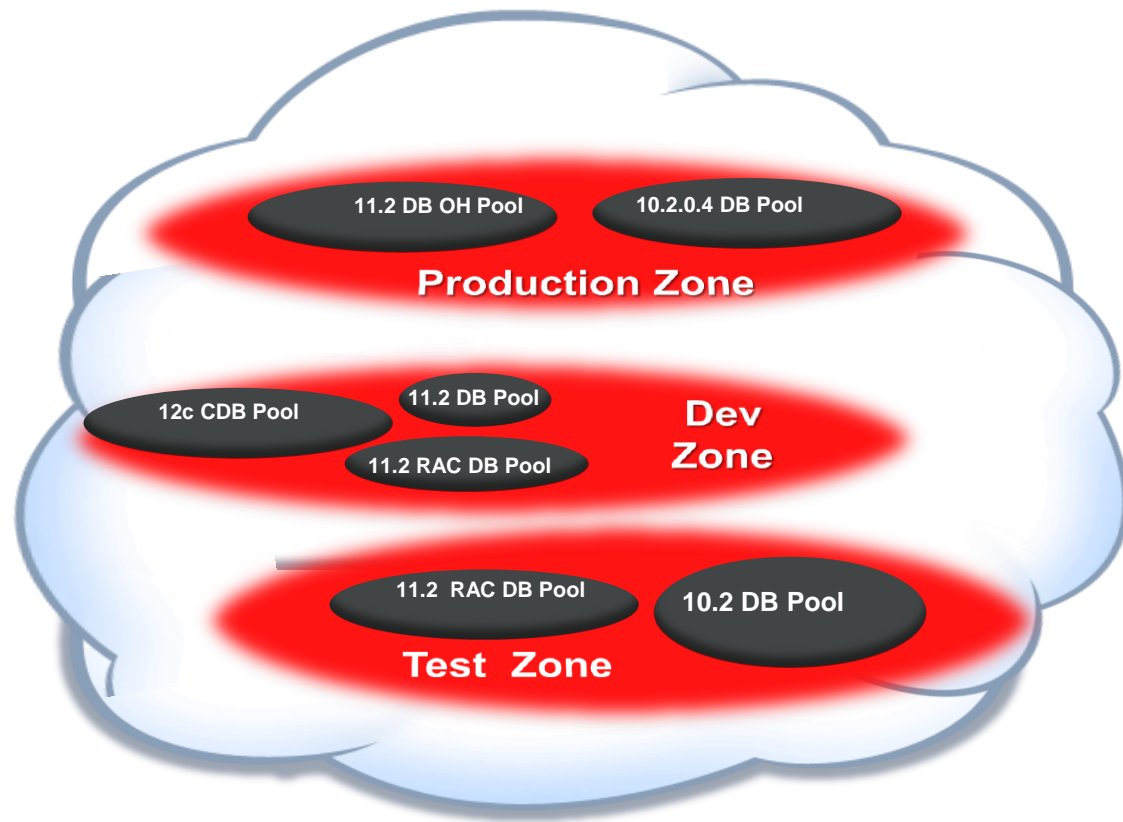 11.2 DB OH Pool
10.2.0.4 DB Pool
Production Zone
12c CDB Pool
11.2 DB Pool
11.2 RAC DB Pool
Dev
Zone
11.2  RAC DB Pool
10.2 DB Pool
Test  Zone